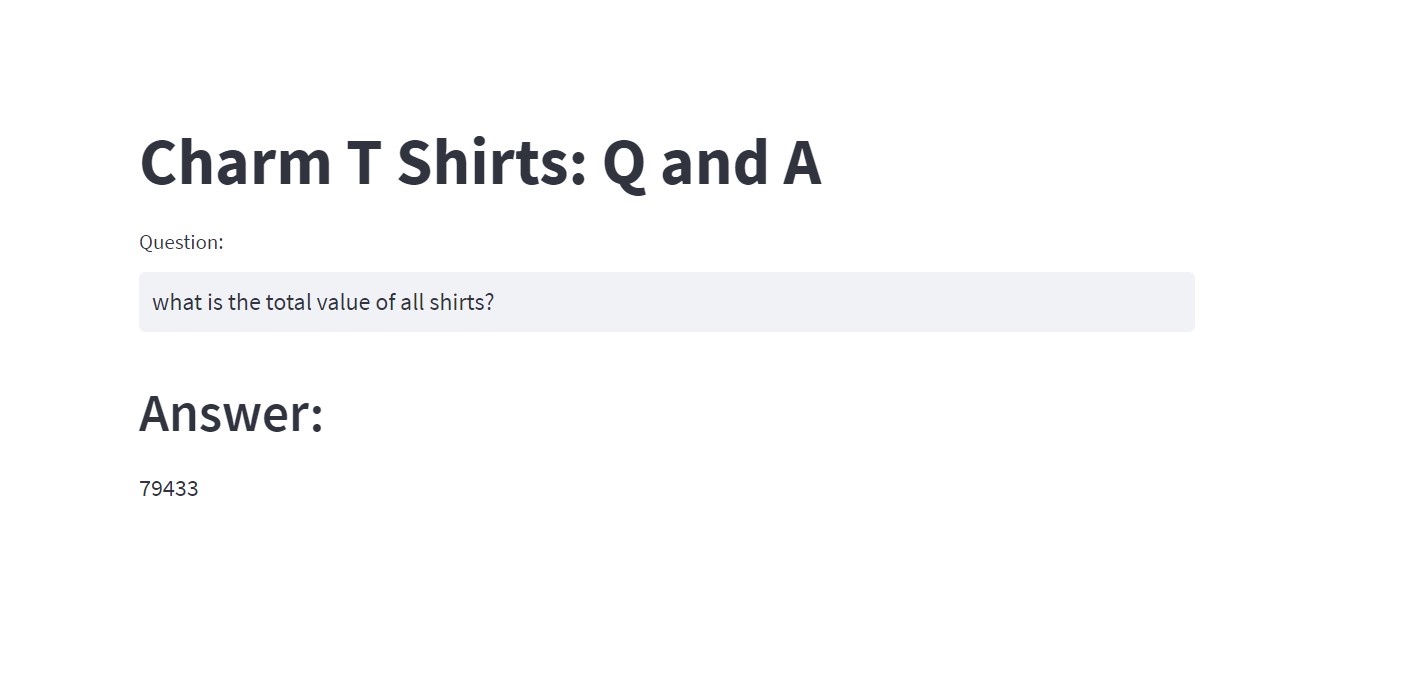 Charm T Shirts: Q and A
Question:
what is the total value of all shirts?
Answer:
79433